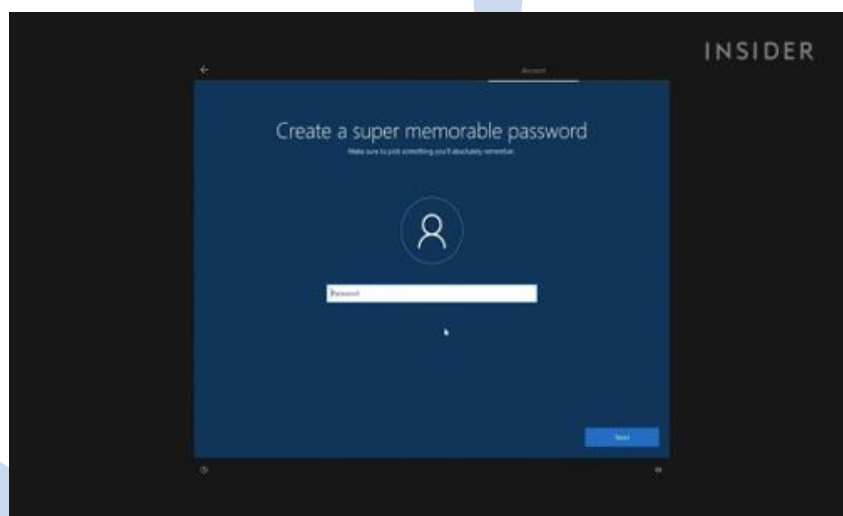 INSIDER
Account
Create a super memorable password
Make sure to pick something you'll absolutely remember.
Password
Next